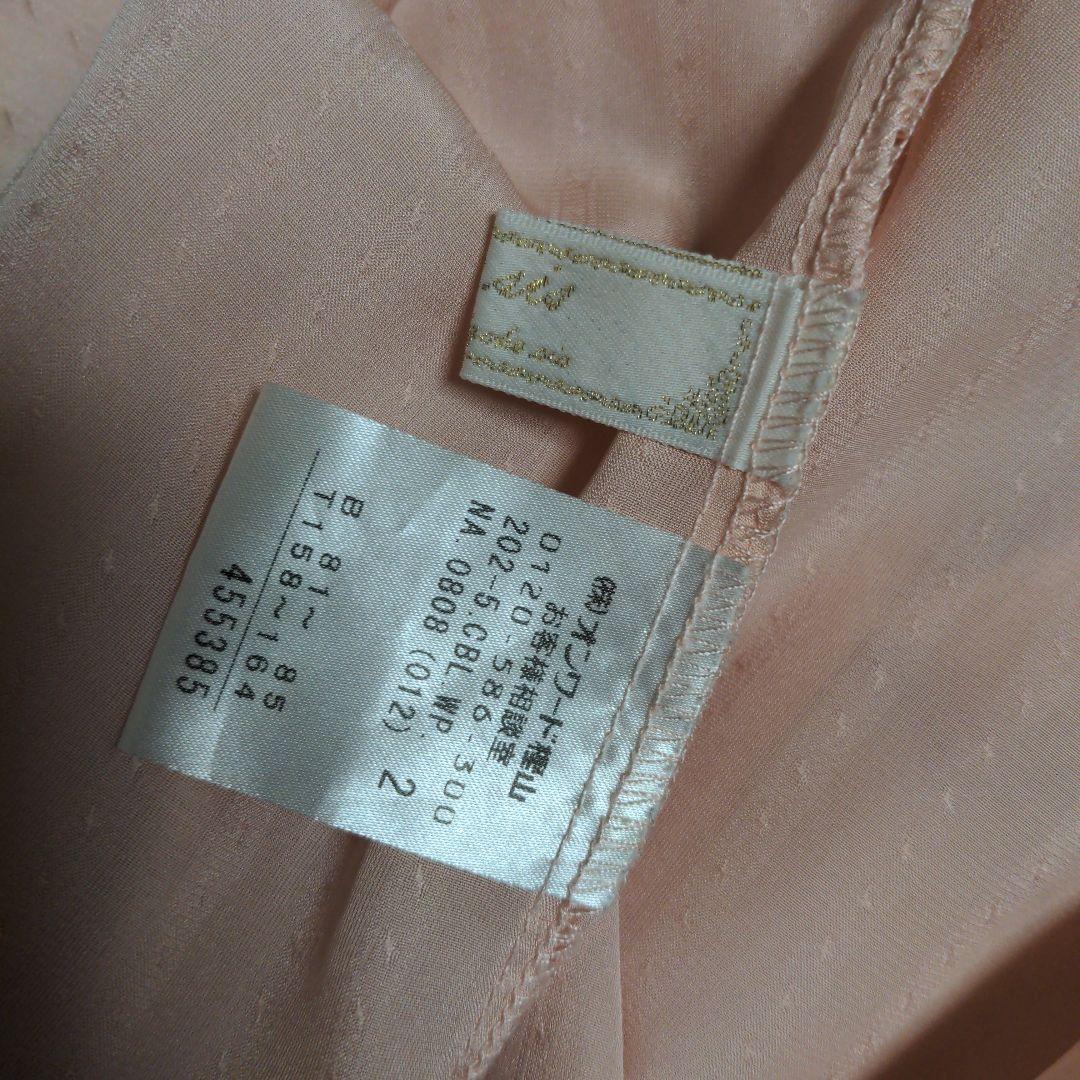 sis
(株)オンワード樫山
お客様相談室
0120-586-300
202-5.CBL.WP
NA. 0808 (012) 2
B 81～ 85
T 158～164
455385